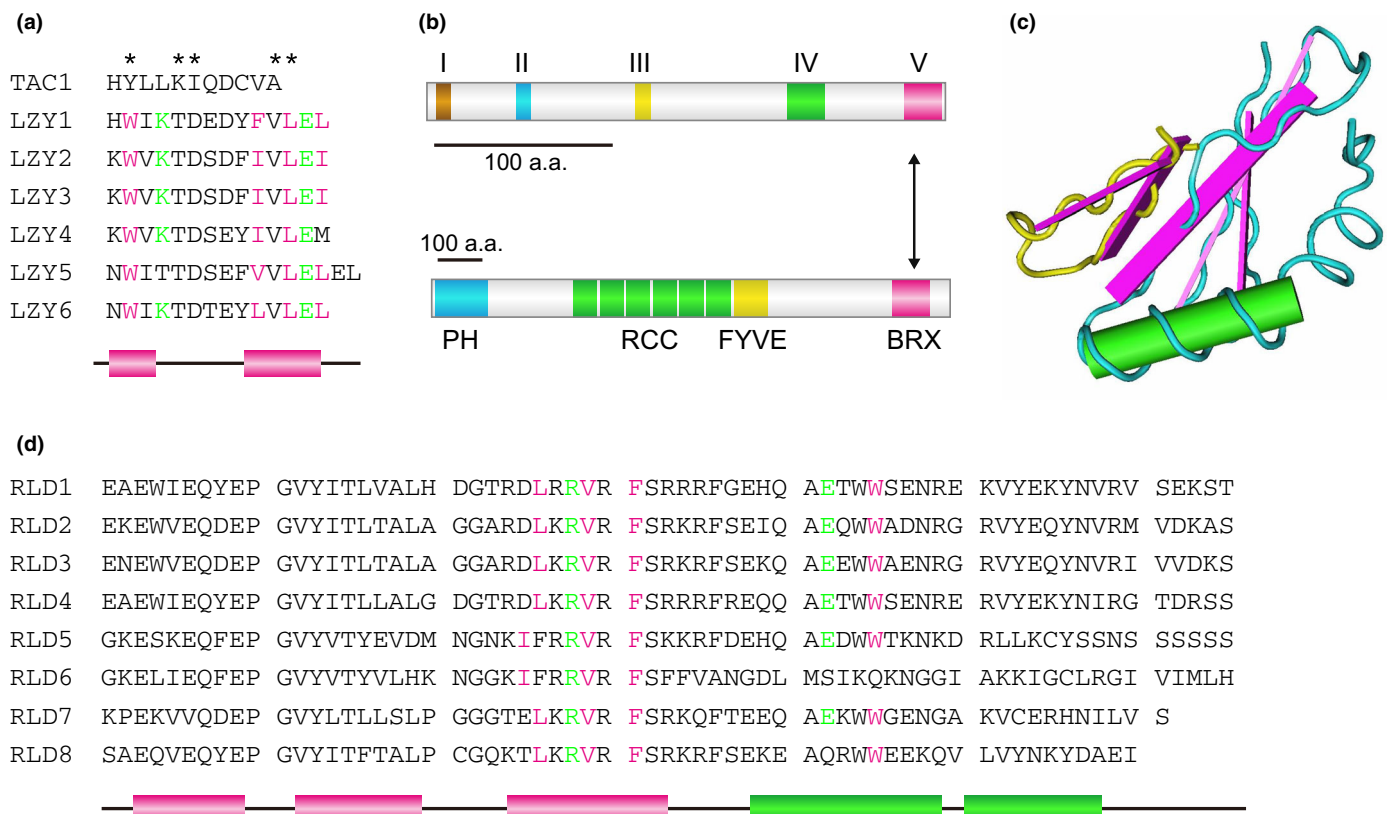 (a)
* ** **
TAC1 HYLLKIQDCVA
LZY1 HWIKTDEDYFVLEL
LZY2 KWVKTDSDFIVLEI
LZY3 KWVKTDSDFIVLEI
LZY4 KWVKTDSEYIVLEM
LZY5 NWITTDSEFVVLELEL
LZY6 NWIKTDTEYLVLEL
(b)
I II III IV V
100 a.a.
100 a.a.
PH RCC FYVE BRX
(c)
(d)
RLD1 EAEWIEQYEP GVYITLVALH DGTRDLRRVR FSRRRFGEHQ AETWWSENRE KVYEKYNVRV SEKST
RLD2 EKEWVEQDEP GVYITLTALA GGARDLKRVR FSRKRFSEIQ AEQWWADNRG RVYEQYNVRM VDKAS
RLD3 ENEWVEQDEP GVYITLTALA GGARDLKRVR FSRKRFSEKQ AEEWWAENRG RVYEQYNVRI VVDKS
RLD4 EAEWIEQYEP GVYITLLALG DGTRDLKRVR FSRRRFREQQ AETWWSENRE RVYEKYNIRG TDRSS
RLD5 GKESKEQFEP GVYVTYEVDM NGNKIFRRVR FSKKRFDEHQ AEDWWTKNKD RLLKCYSSNS SSSSS
RLD6 GKELIEQFEP GVYVTYVLHK NGGKIFRRVR FSFFVANGDL MSIKQKNGGI AKKIGCLRGI VIMLH
RLD7 KPEKVVQDEP GVYLTLLSLP GGGTELKRVR FSRKQFTEEQ AEKWWGENGA KVCERHNILV S
RLD8 SAEQVEQYEP GVYITFTALP CGQKTLKRVR FSRKRFSEKE AQRWWEEKQV LVYNKYDAEI